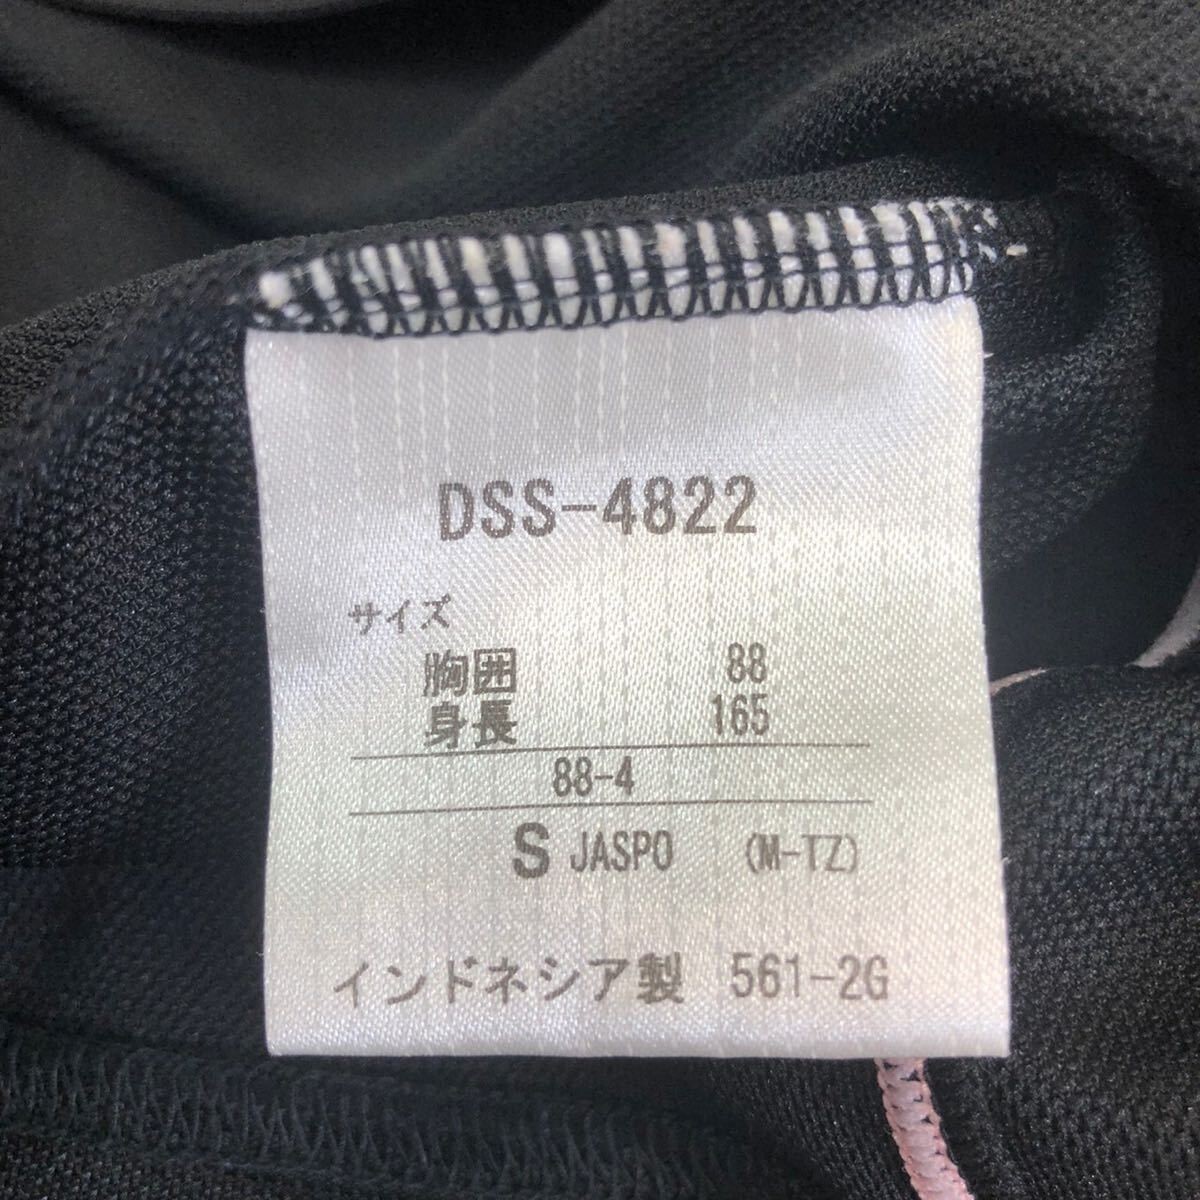 DSS-4822
サイズ
胸囲 88
身長 165
88-4
S JASPO (M-TZ)
インドネシア製 561-2G